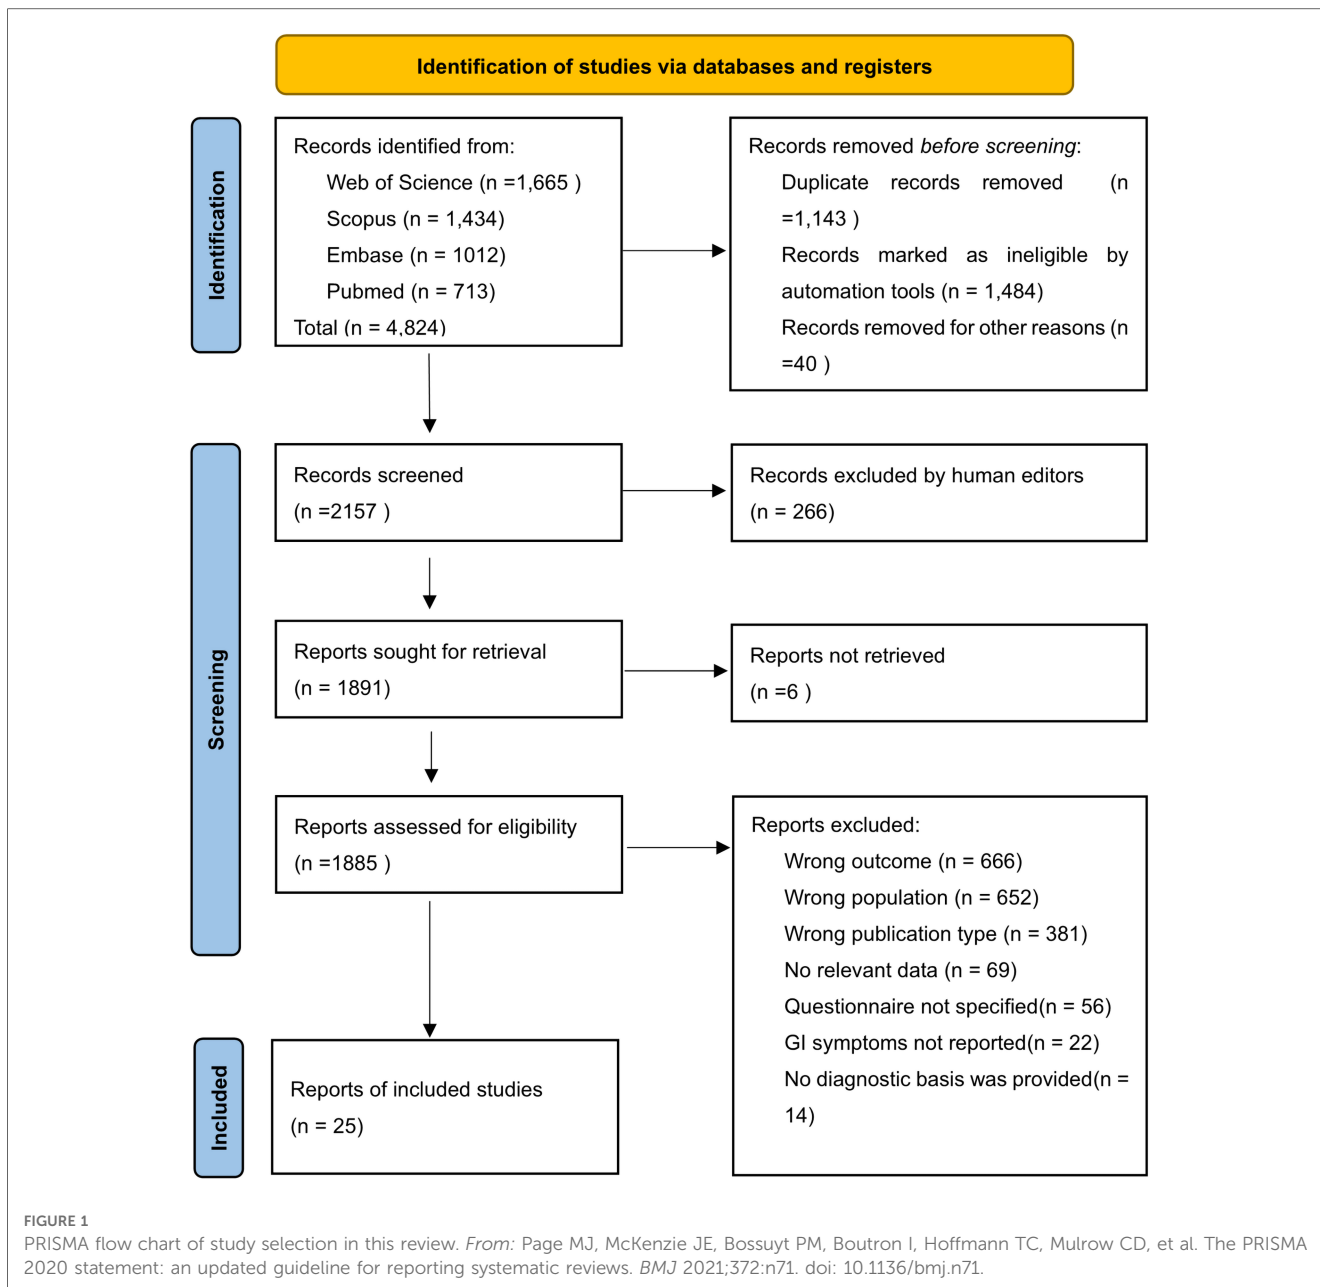 Identification of studies via databases and registers
Identification
Records identified from:
Web of Science (n =1,665 )
Scopus (n = 1,434)
Embase (n = 1012)
Pubmed (n = 713)
Total (n = 4,824)
Records removed before screening:
Duplicate records removed (n
=1,143 )
Records marked as ineligible by
automation tools (n = 1,484)
Records removed for other reasons (n
=40 )
Screening
Records screened
(n =2157 )
Records excluded by human editors
(n = 266)
Reports sought for retrieval
(n = 1891)
Reports not retrieved
(n =6 )
Reports assessed for eligibility
(n =1885 )
Reports excluded:
Wrong outcome (n = 666)
Wrong population (n = 652)
Wrong publication type (n = 381)
No relevant data (n = 69)
Questionnaire not specified(n = 56)
GI symptoms not reported(n = 22)
No diagnostic basis was provided(n =
14)
Included
Reports of included studies
(n = 25)
FIGURE 1
PRISMA flow chart of study selection in this review. From: Page MJ, McKenzie JE, Bossuyt PM, Boutron I, Hoffmann TC, Mulrow CD, et al. The PRISMA
2020 statement: an updated guideline for reporting systematic reviews. BMJ 2021;372:n71. doi: 10.1136/bmj.n71.